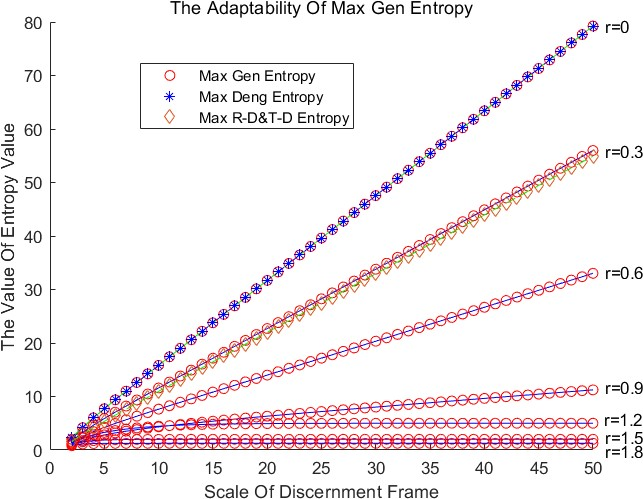 The Adaptability Of Max Gen Entropy
80
70
60
50
40
30
20
10
0
The Value Of Entropy Value
Max Gen Entropy
Max Deng Entropy
Max R-D&T-D Entropy
r=0
r=0.3
r=0.6
r=0.9
r=1.2
r=1.5
r=1.8
0 5 10 15 20 25 30 35 40 45 50
Scale Of Discernment Frame